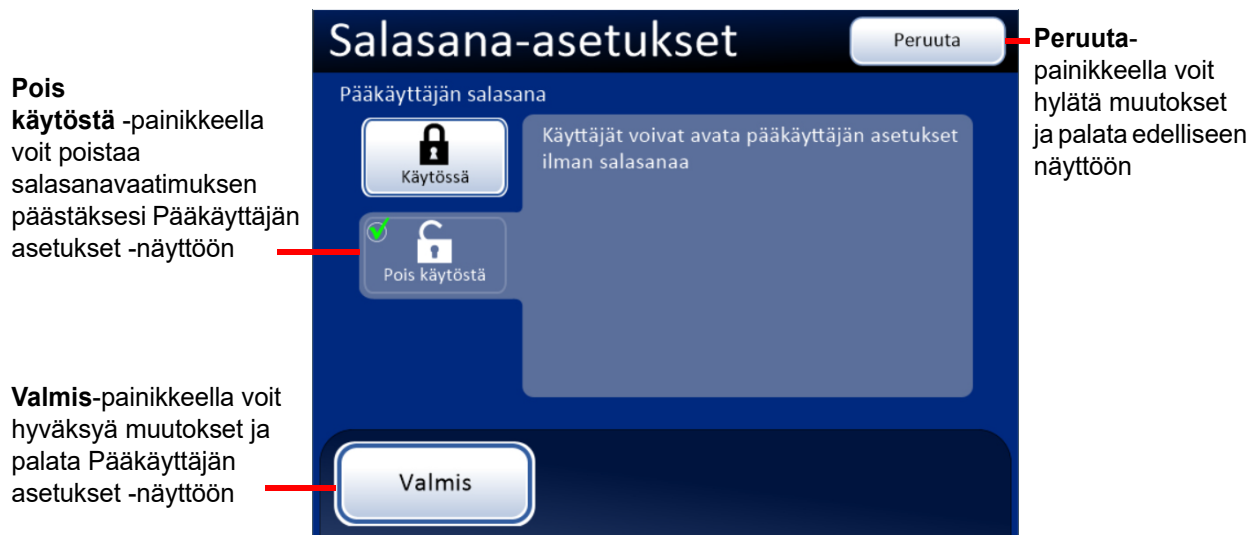 Pois
käytöstä -painikkeella
voit poistaa
salasanavaatimuksen
päästäksesi Pääkäyttäjän
asetukset -näyttöön
Valmis-painikkeella voit
hyväksyä muutokset ja
palata Pääkäyttäjän
asetukset -näyttöön
Salasana-asetukset
Peruuta
Pääkäyttäjän salasana
Käytössä
Käyttäjät voivat avata pääkäyttäjän asetukset
ilman salasanaa
Pois käytöstä
Valmis
Peruuta-
painikkeella voit
hylätä muutokset
ja palata edelliseen
näyttöön